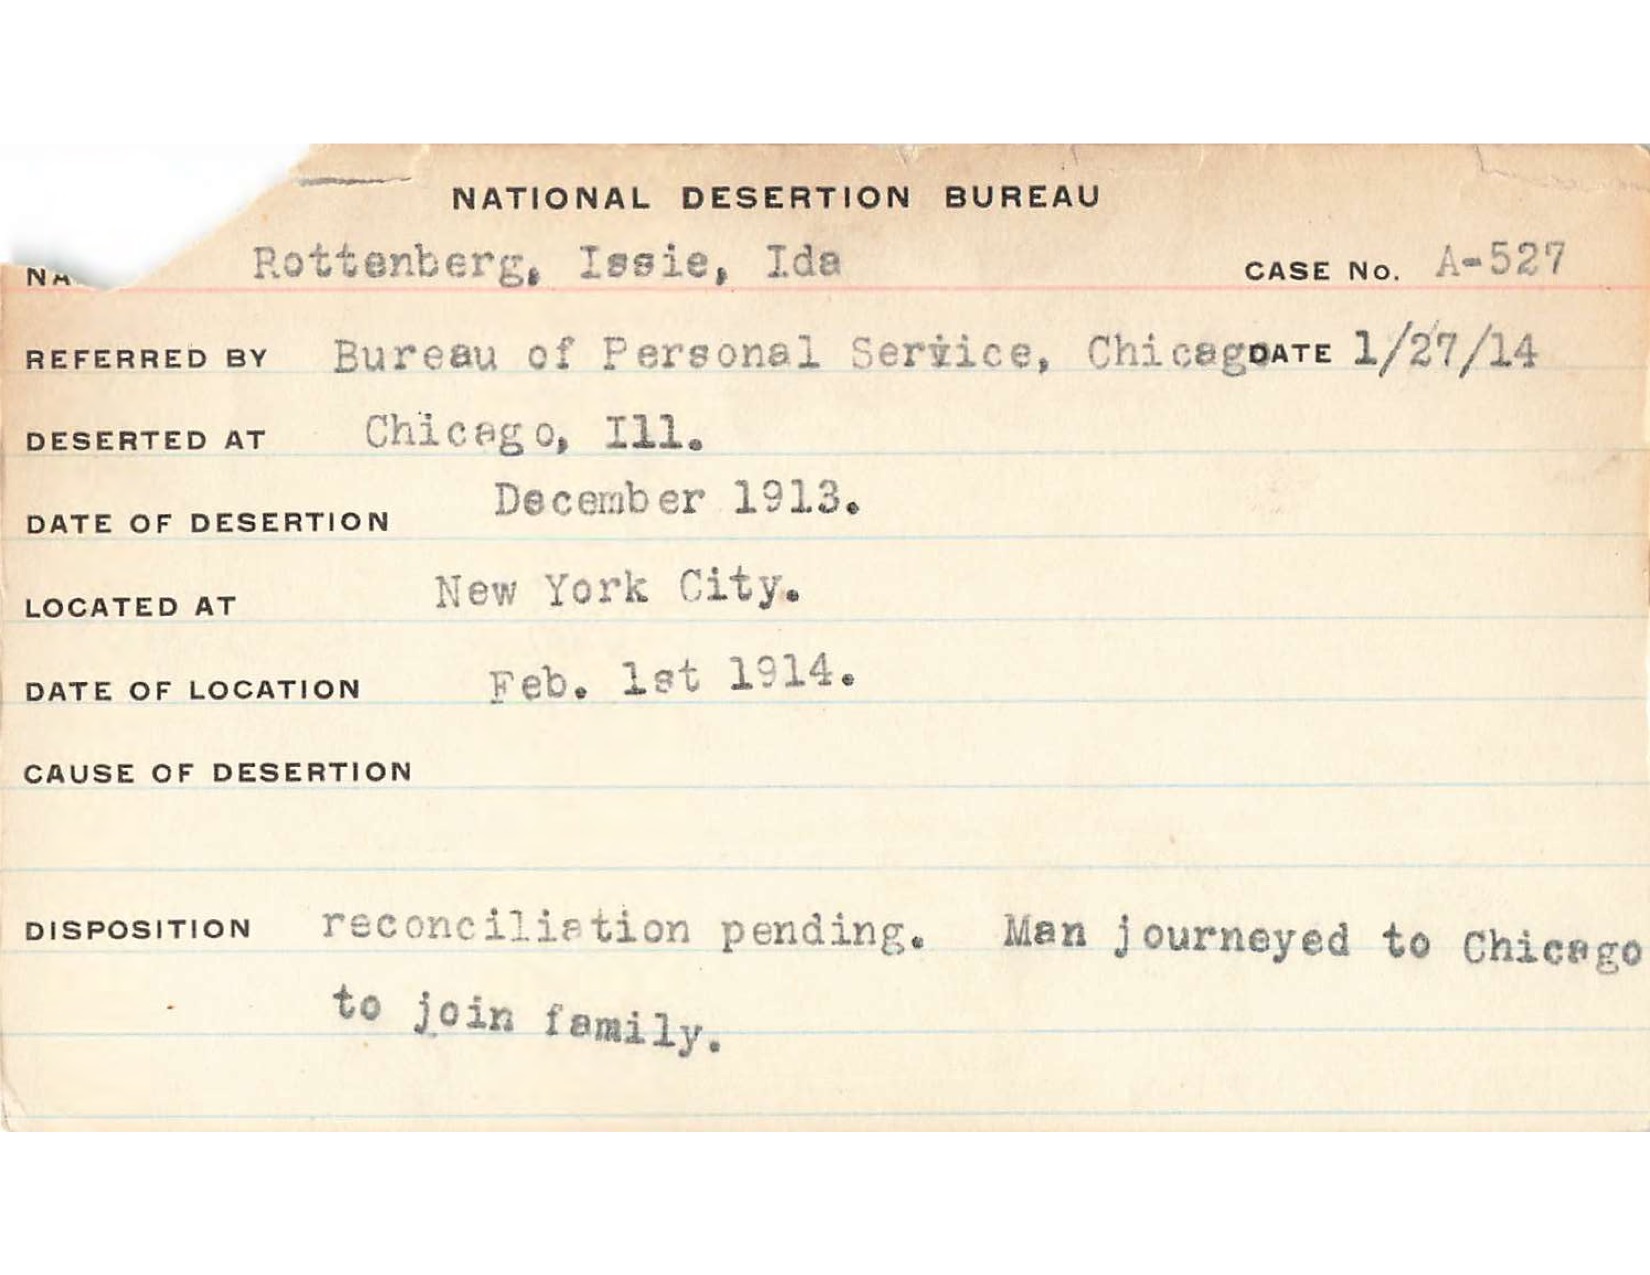 NATIONAL DESERTION BUREAU
NA Rottenberg, Issie, Ida CASE No. A-527
REFERRED BY Bureau of Personal Service, Chicago DATE 1/27/14
DESERTED AT Chicago, Ill.
DATE OF DESERTION December 1913.
LOCATED AT New York City.
DATE OF LOCATION Feb. 1st 1914.
CAUSE OF DESERTION
DISPOSITION reconciliation pending. Man journeyed to Chicago
to join family.